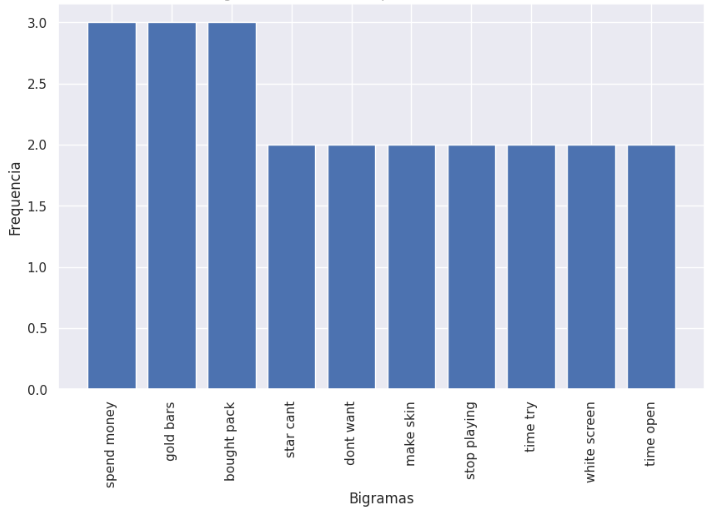 3.0
2.5
2.0
1.5
1.0
0.5
0.0
Frequencia
spend money
gold bars
bought pack
star cant
dont want
make skin
stop playing
time try
white screen
time open
Bigramas